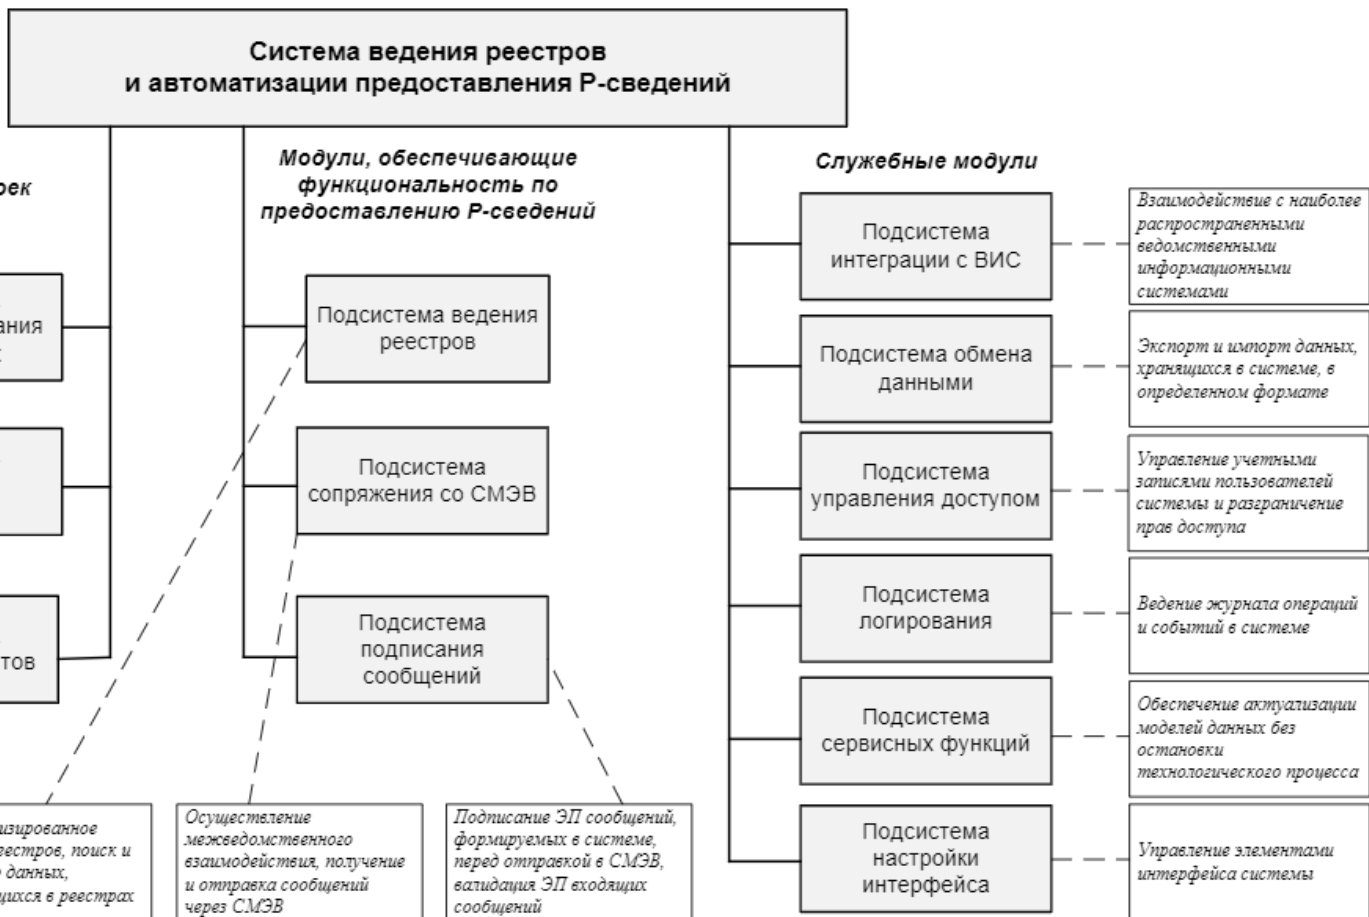 Система ведения реестров
и автоматизации предоставления Р-сведений
Модули, обеспечивающие
функциональность по
предоставлению Р-сведений
Подсистема ведения
реестров
Подсистема
сопряжения со СМЭВ
Подсистема
подписания
сообщений
реестров, поиск и
данных,
в реестрах
Осуществление
межведомственного
взаимодействия, получение
и отправка сообщений
через СМЭВ
Подписание ЭП сообщений,
формируемых в системе,
перед отправкой в СМЭВ,
валидация ЭП входящих
сообщений
Служебные модули
Подсистема
интеграции с ВИС
Взаимодействие с наиболее
распространенными
ведомственными
информационными
системами
Подсистема обмена
данными
Экспорт и импорт данных,
хранящихся в системе, в
определенном формате
Подсистема
управления доступом
Управление учетными
записями пользователей
системы и разграничение
прав доступа
Подсистема
логирования
Ведение журнала операций
и событий в системе
Подсистема
сервисных функций
Обеспечение актуализации
моделей данных без
остановки
технологического процесса
Подсистема
настройки
интерфейса
Управление элементами
интерфейса системы